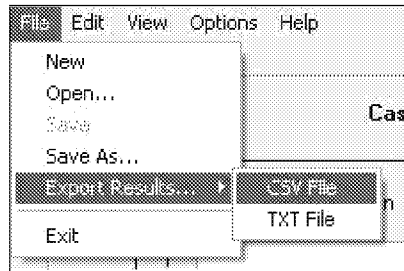 File Edit View Options Help
New
Open...
Save
Cas
Save As...
Export Results... CSV File
n
TXT File
Exit